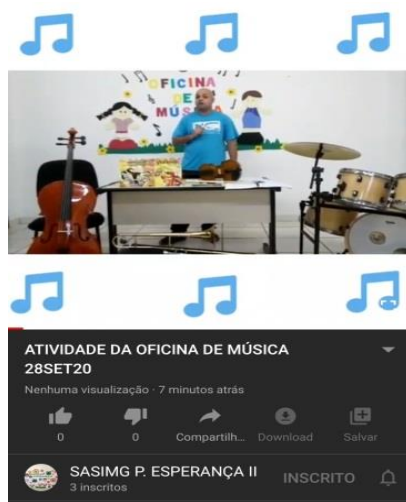 OFICINA
DE
MÚSICA
ATIVIDADE DA OFICINA DE MÚSICA
28SET20
Nenhuma visualização · 7 minutos atrás
0
0
Compartilh...
Download
Salvar
SASIMG P. ESPERANÇA II
INSCRITO
3 inscritos